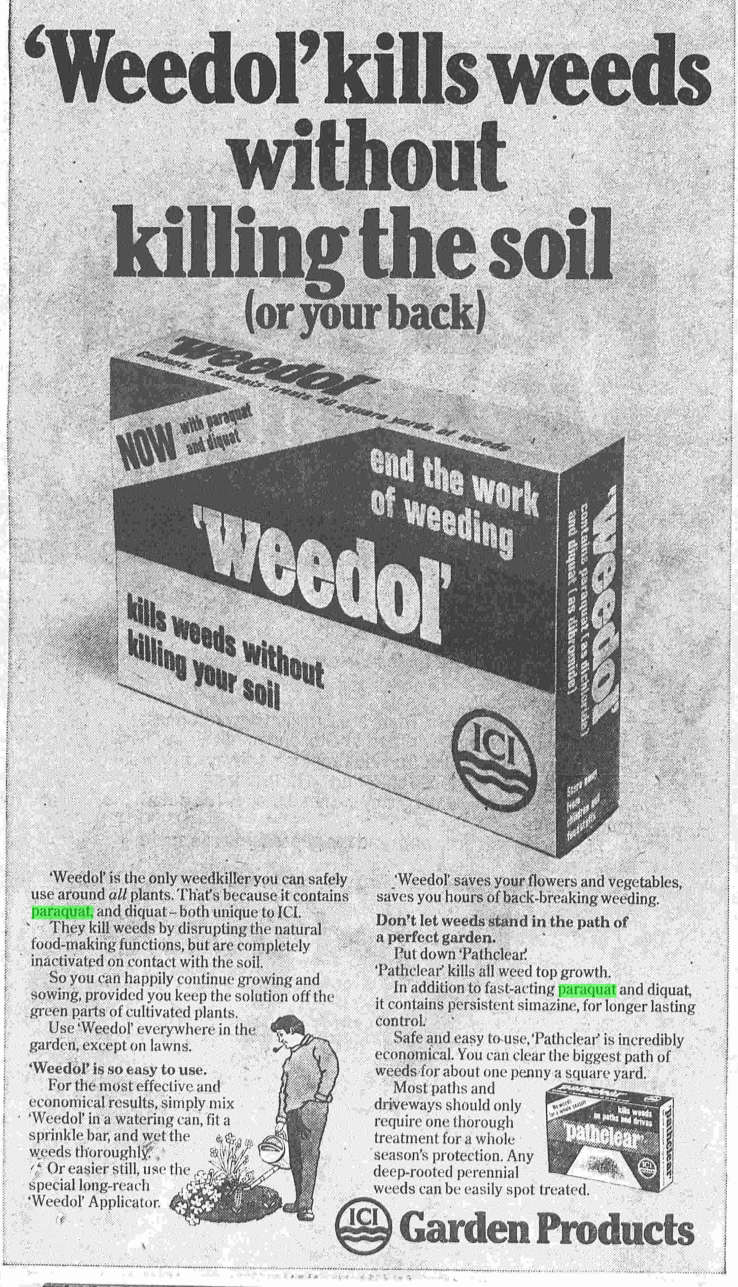 'Weedol' kills weeds
without
killing the soil
(or your back)
'weedol'
Contents: 2 Sachets-treats 40 square yards of weeds
NOW with paraquat
and diquat
end the work
of weeding
'weedol'
kills weeds without
killing your soil
ICI
'weedol'
contains paraquat (as dichloride)
and diquat (as dibromide)
Store away
from
children and
foodstuffs
'Weedol' is the only weedkiller you can safely
use around all plants. That's because it contains
paraquat, and diquat – both unique to ICI.
They kill weeds by disrupting the natural
food-making functions, but are completely
inactivated on contact with the soil.
So you can happily continue growing and
sowing, provided you keep the solution off the
green parts of cultivated plants.
Use 'Weedol' everywhere in the
garden, except on lawns.
'Weedol' is so easy to use.
For the most effective and
economical results, simply mix
'Weedol' in a watering can, fit a
sprinkle bar, and wet the
weeds thoroughly.
Or easier still, use the
special long-reach
'Weedol' Applicator.
'Weedol' saves your flowers and vegetables,
saves you hours of back-breaking weeding.
Don't let weeds stand in the path of
a perfect garden.
Put down 'Pathclear'.
'Pathclear' kills all weed top growth.
In addition to fast-acting paraquat and diquat,
it contains persistent simazine, for longer lasting
control.
Safe and easy to use, 'Pathclear' is incredibly
economical. You can clear the biggest path of
weeds for about one penny a square yard.
Most paths and
driveways should only
require one thorough
treatment for a whole
season's protection. Any
deep-rooted perennial
weeds can be easily spot treated.
'pathclear'
kills weeds
on paths and drives
'pathclear'
ICI
'pathclear'
ICI Garden Products